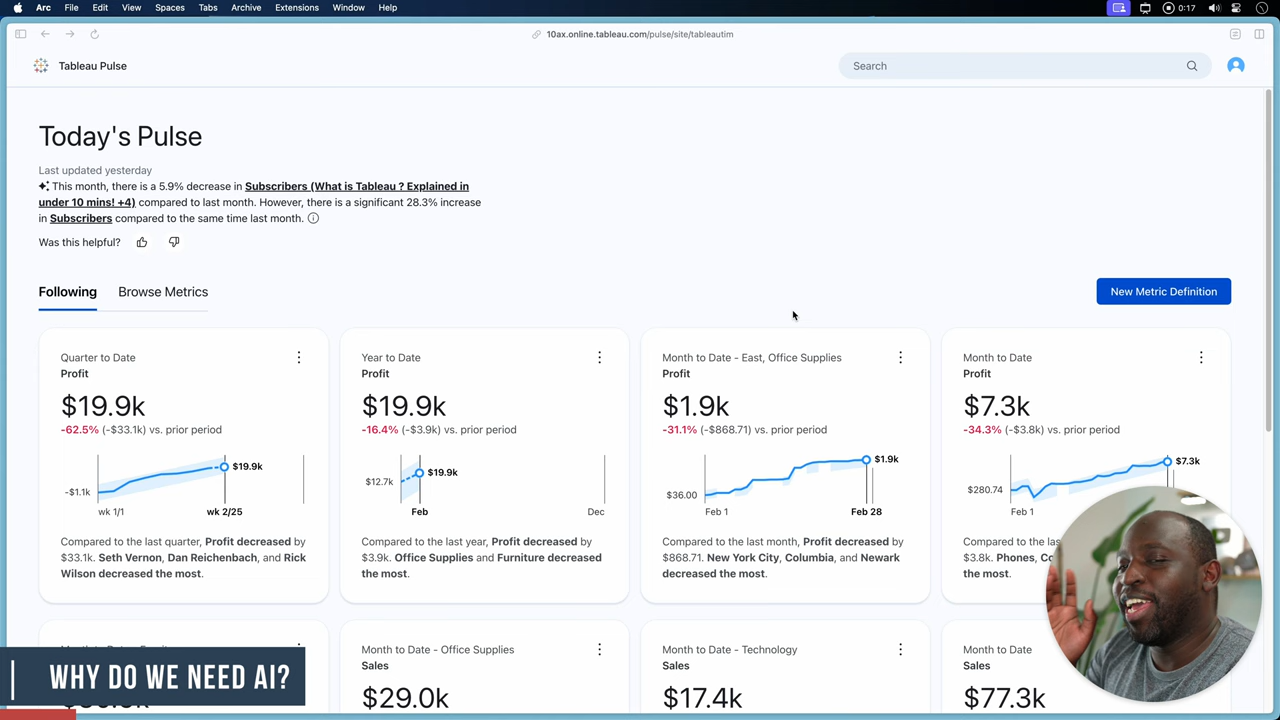 Arc File Edit View Spaces Tabs Archive Extensions Window Help
0:17
10ax.online.tableau.com/pulse/site/tableautim
Tableau Pulse
Search
Today's Pulse
Last updated yesterday
This month, there is a 5.9% decrease in Subscribers (What is Tableau ? Explained in
under 10 mins! +4) compared to last month. However, there is a significant 28.3% increase
in Subscribers compared to the same time last month.
Was this helpful?
Following Browse Metrics
New Metric Definition
Quarter to Date
Profit
$19.9k
-62.5% (-$33.1k) vs. prior period
$19.9k
-$1.1k
wk 1/1 wk 2/25
Compared to the last quarter, Profit decreased by
$33.1k. Seth Vernon, Dan Reichenbach, and Rick
Wilson decreased the most.
Year to Date
Profit
$19.9k
-16.4% (-$3.9k) vs. prior period
$19.9k
$12.7k
Feb Dec
Compared to the last year, Profit decreased by
$3.9k. Office Supplies and Furniture decreased
the most.
Month to Date - East, Office Supplies
Profit
$1.9k
-31.1% (-$868.71) vs. prior period
$1.9k
$36.00
Feb 1 Feb 28
Compared to the last month, Profit decreased by
$868.71. New York City, Columbia, and Newark
decreased the most.
Month to Date
Profit
$7.3k
-34.3% (-$3.8k) vs. prior period
$7.3k
$280.74
Feb 1
Compared to the
$3.8k. Phones,
the most.
Month to Date - Office Supplies
Sales
$29.0k
Month to Date - Technology
Sales
$17.4k
Month to Date
Sales
$77.3k
WHY DO WE NEED AI?